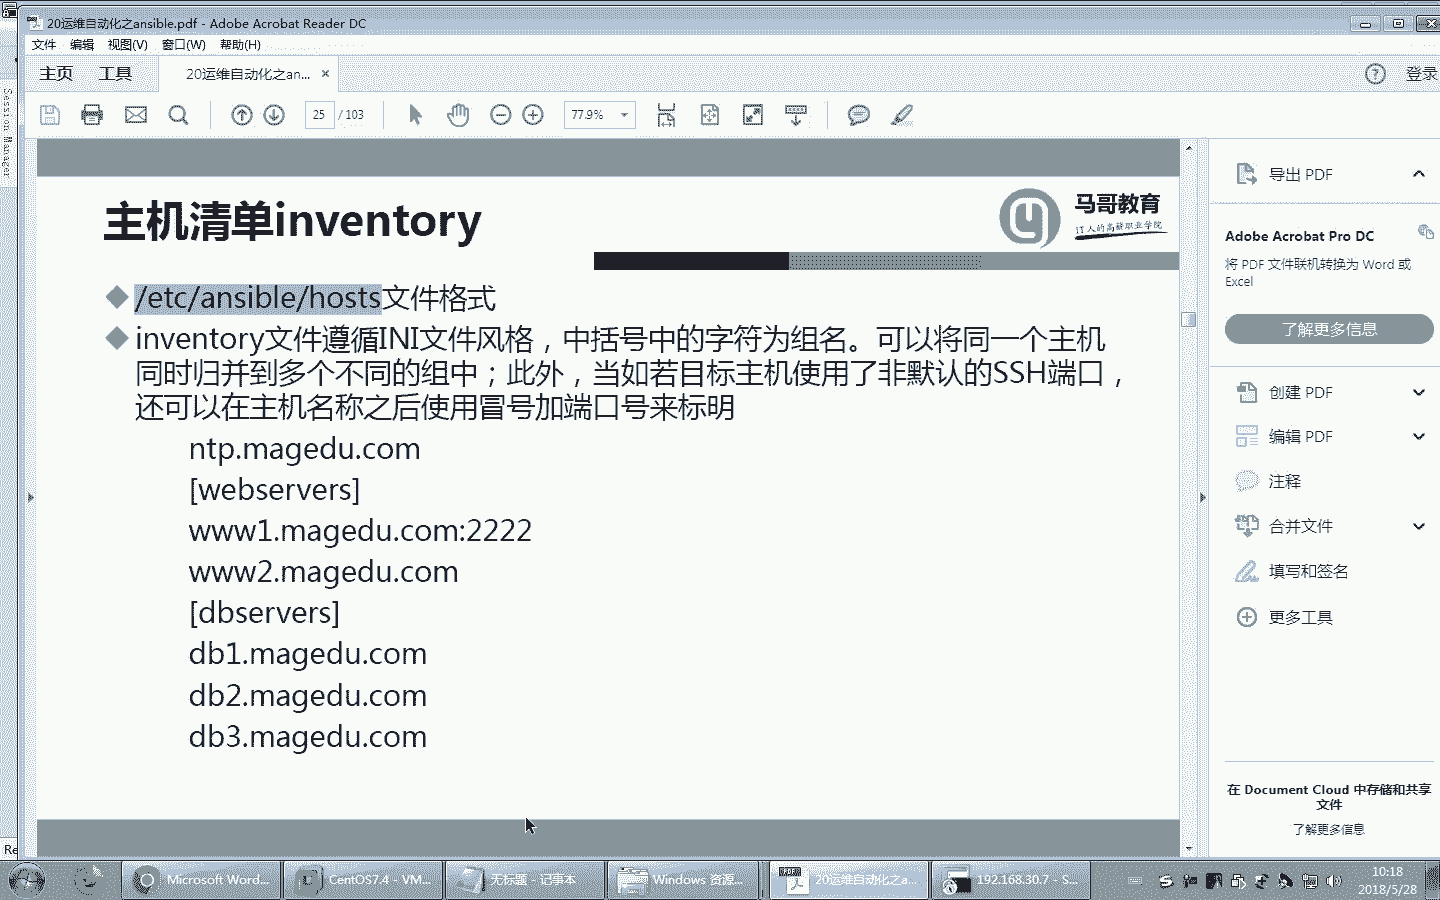 20运维自动化之ansible.pdf - Adobe Acrobat Reader DC
文件 编辑 视图(V) 窗口(W) 帮助(H)
主页 工具 20运维自动化之an... × 登录
25 / 103 77.9%
Session Manager
主机清单inventory
马哥教育
IT人的高薪职业学院
/etc/ansible/hosts文件格式
inventory文件遵循INI文件风格，中括号中的字符为组名。可以将同一个主机
同时归并到多个不同的组中；此外，当如若目标主机使用了非默认的SSH端口，
还可以在主机名称之后使用冒号加端口号来标明
ntp.magedu.com
[webservers]
www1.magedu.com:2222
www2.magedu.com
[dbservers]
db1.magedu.com
db2.magedu.com
db3.magedu.com
导出 PDF
Adobe Acrobat Pro DC
将 PDF 文件联机转换为 Word 或
Excel
了解更多信息
创建 PDF
编辑 PDF
注释
合并文件
填写和签名
更多工具
在 Document Cloud 中存储和共享
文件
了解更多信息
Re
Microsoft Word... CentOS7.4 - VM... 无标题 - 记事本 Windows 资源... 20运维自动化之a... 192.168.30.7 - S...
10:18
2018/5/28